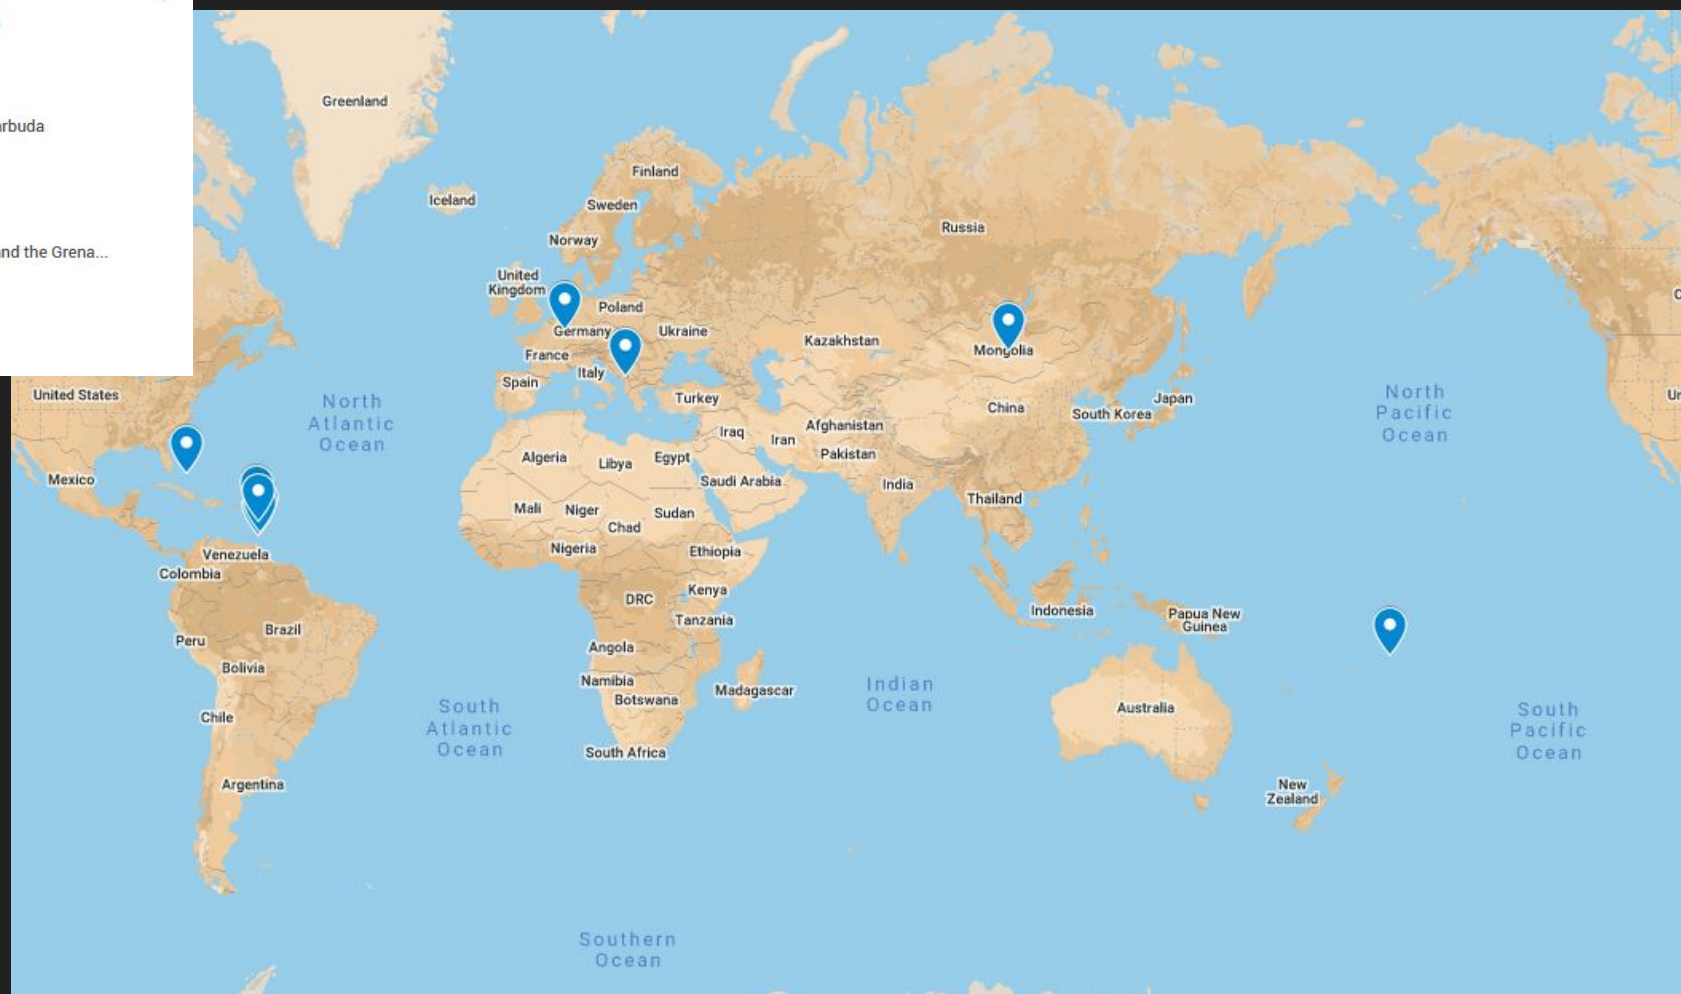 arbuda
nd the Grena...
Greenland
Iceland
Finland
Sweden
Norway
Russia
United
Kingdom
Poland
Germany
Ukraine
France
Italy
Spain
Turkey
Kazakhstan
Mongolia
China
South Korea
Japan
Afghanistan
Iraq
Iran
Pakistan
United States
North
Atlantic
Ocean
North
Pacific
Ocean
Mexico
Algeria
Libya
Egypt
Saudi Arabia
India
Thailand
Mali
Niger
Chad
Sudan
Nigeria
Ethiopia
Venezuela
Colombia
DRC
Kenya
Tanzania
Indonesia
Papua New
Guinea
Peru
Brazil
Bolivia
Angola
Namibia
Botswana
Madagascar
Indian
Ocean
Australia
Chile
South
Atlantic
Ocean
South
Pacific
Ocean
South Africa
Argentina
New
Zealand
Southern
Ocean